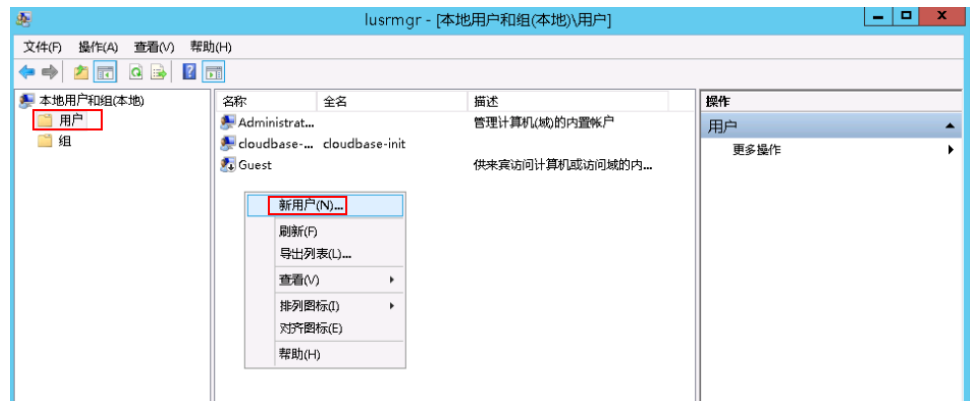 lusrmgr - [本地用户和组(本地)\用户]
文件(F) 操作(A) 查看(V) 帮助(H)
本地用户和组(本地)
用户
组
名称 全名 描述
Administrat... 管理计算机(域)的内置帐户
cloudbase-... cloudbase-init
Guest 供来宾访问计算机或访问域的内...
新用户(N)...
刷新(F)
导出列表(L)...
查看(V)
排列图标(I)
对齐图标(E)
帮助(H)
操作
用户
更多操作